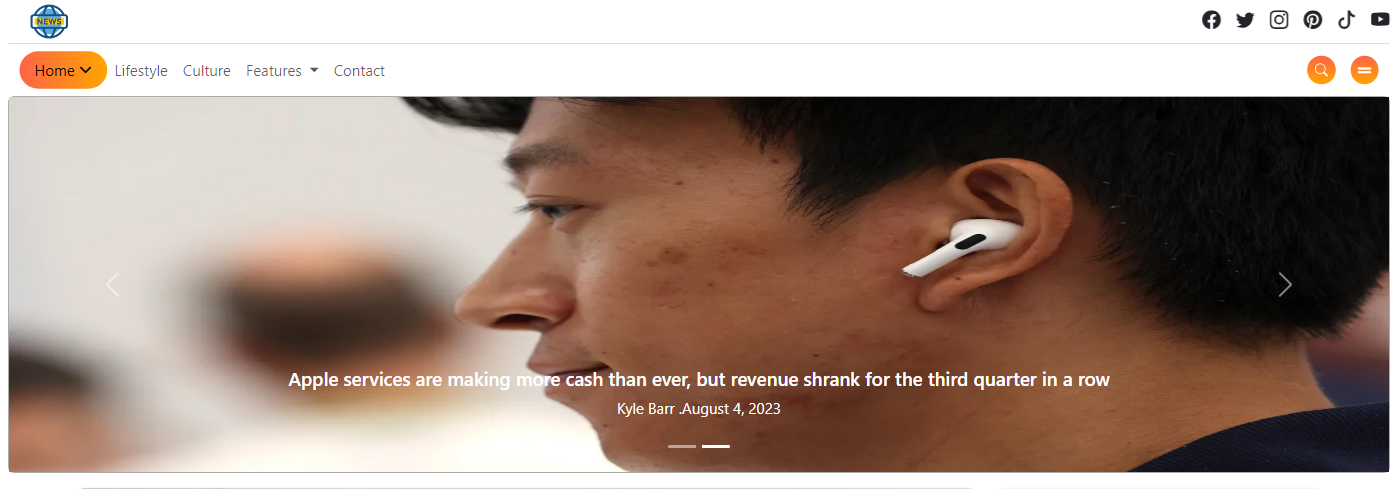 NEWS
Home Lifestyle Culture Features Contact
Apple services are making more cash than ever, but revenue shrank for the third quarter in a row
Kyle Barr .August 4, 2023